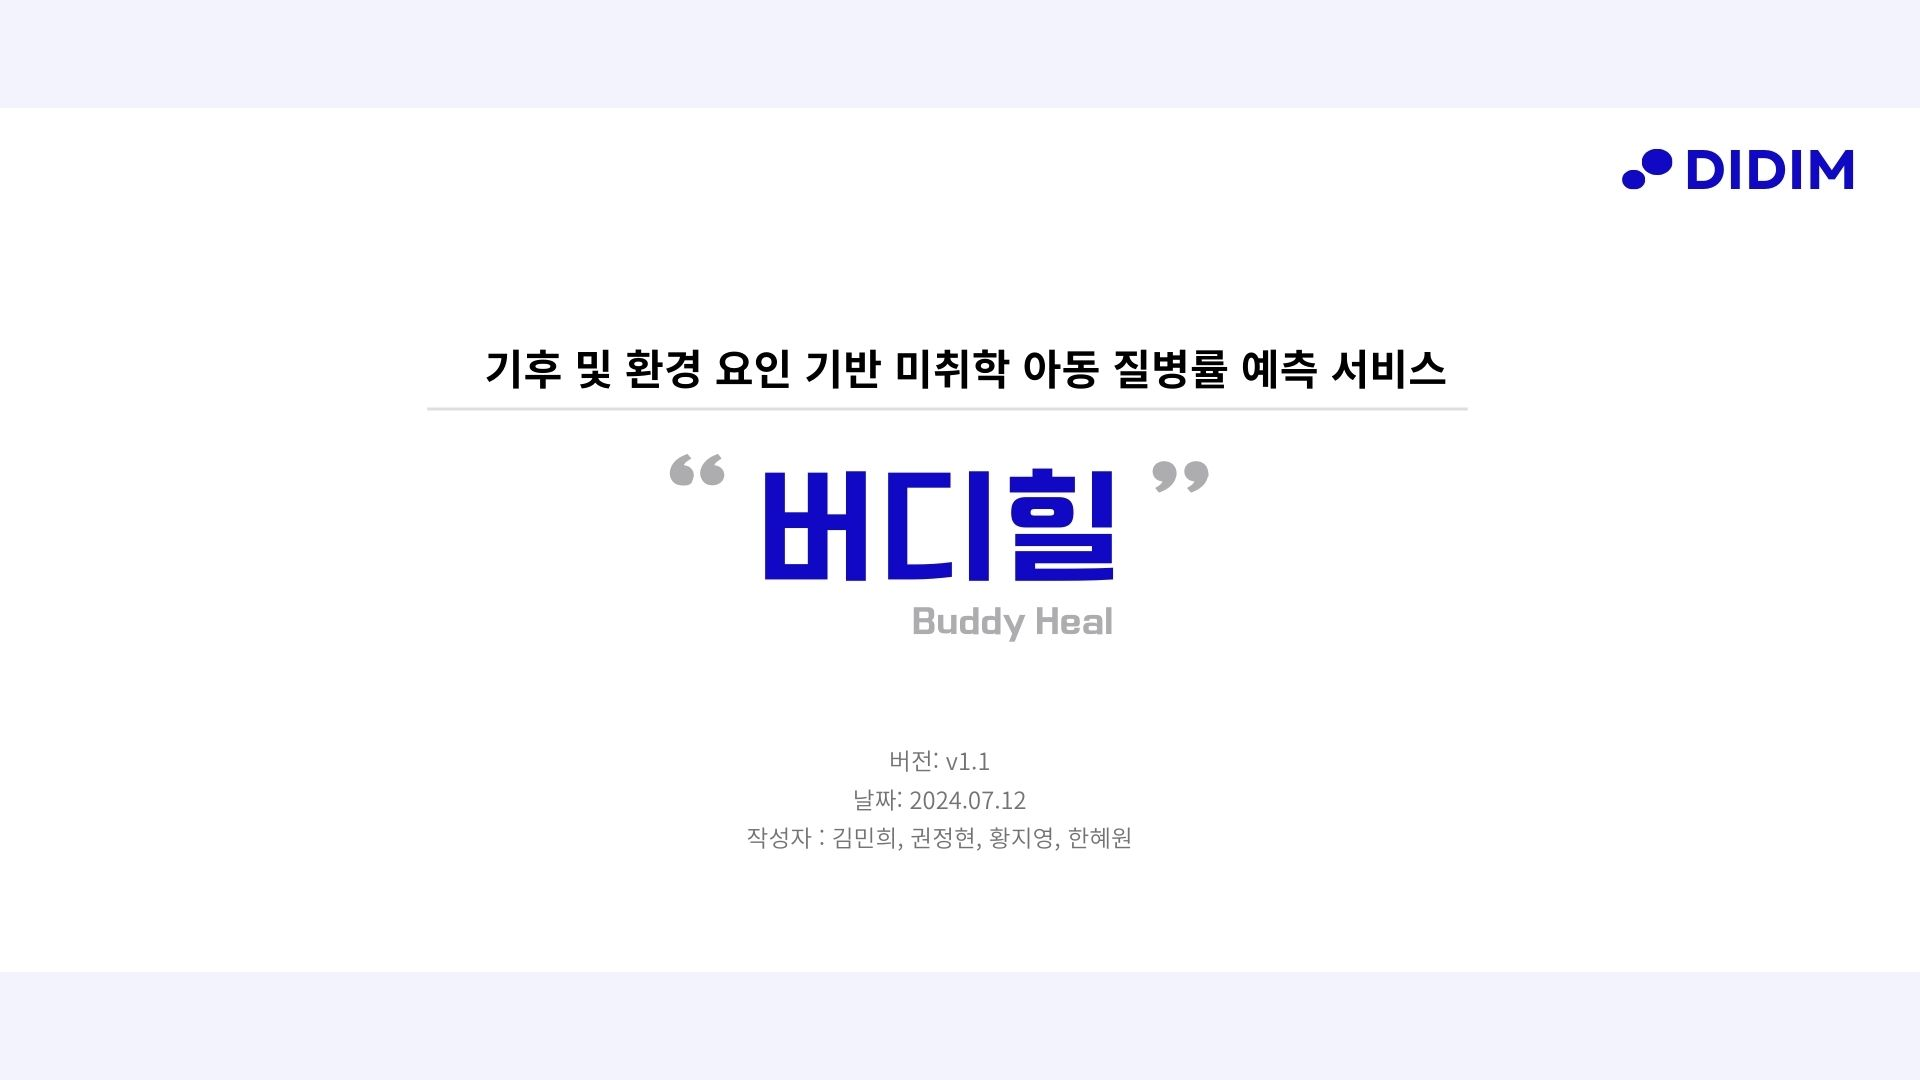 DIDIM
기후 및 환경 요인 기반 미취학 아동 질병률 예측 서비스
“ 버디힐 ”
Buddy Heal
버전: v1.1
날짜: 2024.07.12
작성자 : 김민희, 권정현, 황지영, 한혜원